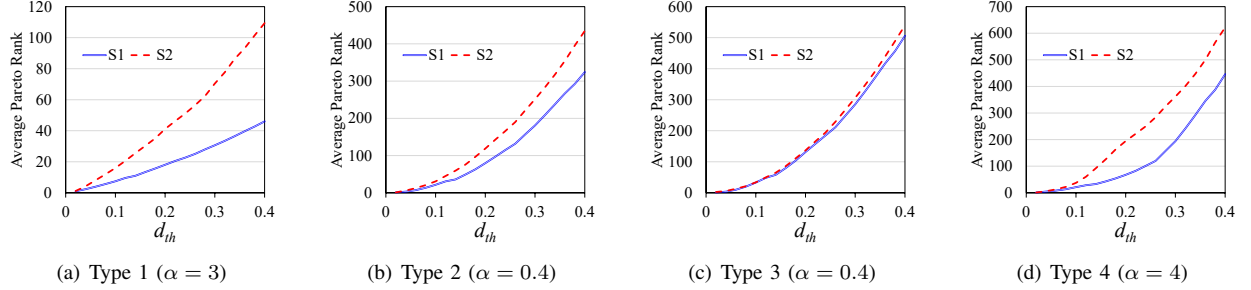 Average Pareto Rank
120
100
80
60
40
20
0
S1 S2
0 0.1 0.2 0.3 0.4
d_th
(a) Type 1 (α = 3)
Average Pareto Rank
500
400
300
200
100
0
S1 S2
0 0.1 0.2 0.3 0.4
d_th
(b) Type 2 (α = 0.4)
Average Pareto Rank
600
500
400
300
200
100
0
S1 S2
0 0.1 0.2 0.3 0.4
d_th
(c) Type 3 (α = 0.4)
Average Pareto Rank
700
600
500
400
300
200
100
0
S1 S2
0 0.1 0.2 0.3 0.4
d_th
(d) Type 4 (α = 4)